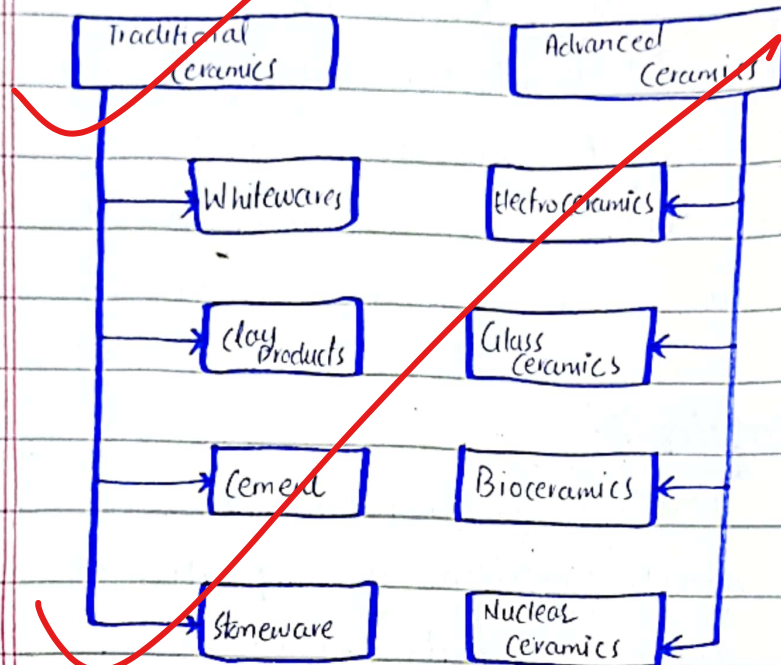 Traditional
Ceramics
Advanced
Ceramics
Whitewares
Electroceramics
Clay
Products
Glass
Ceramics
Cement
Bioceramics
Stoneware
Nuclear
Ceramics